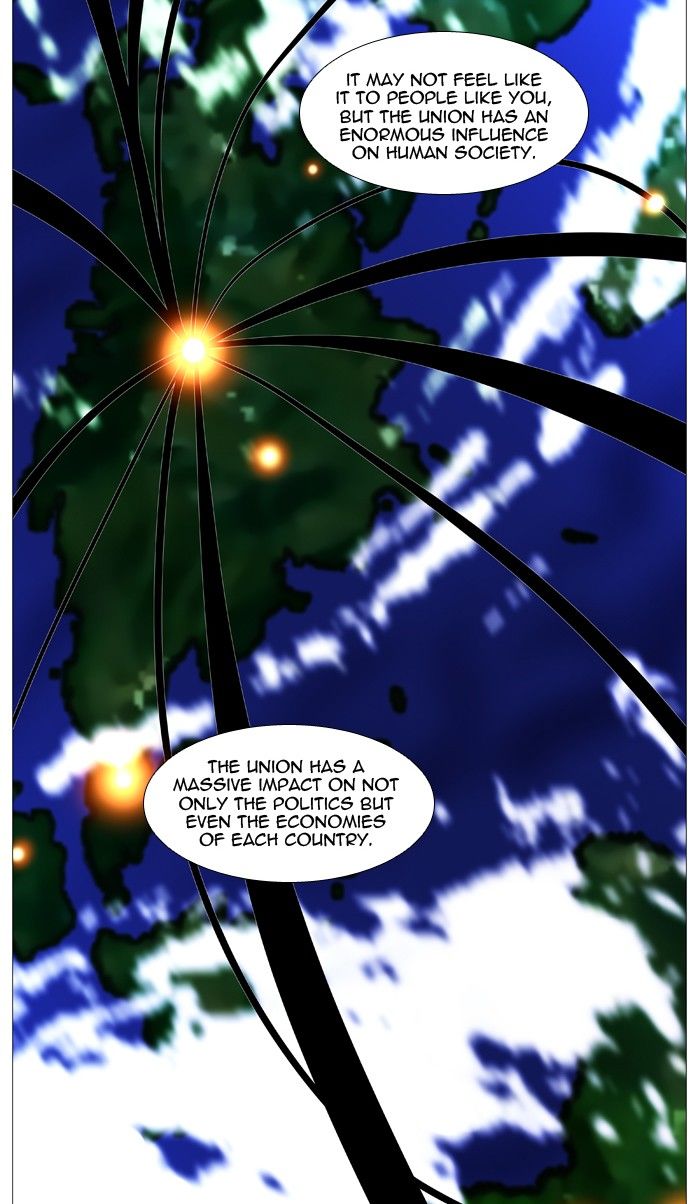 IT MAY NOT FEEL LIKE
IT TO PEOPLE LIKE YOU,
BUT THE UNION HAS AN
ENORMOUS INFLUENCE
ON HUMAN SOCIETY.
THE UNION HAS A
MASSIVE IMPACT ON NOT
ONLY THE POLITICS BUT
EVEN THE ECONOMIES
OF EACH COUNTRY.